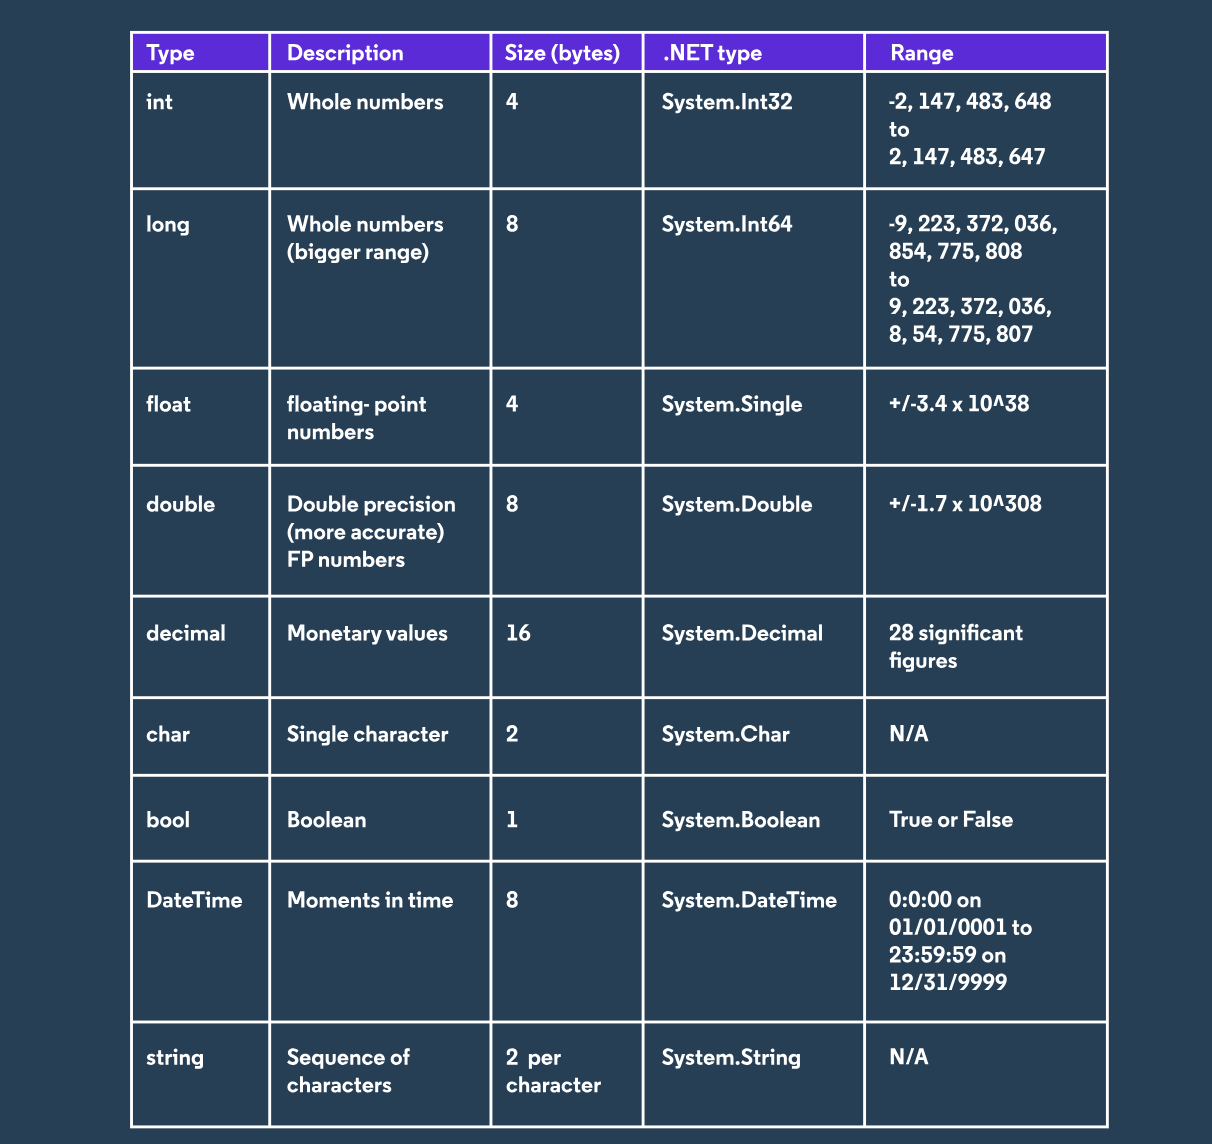 Type Description Size (bytes) .NET type Range
int Whole numbers 4 System.Int32 -2, 147, 483, 648
to
2, 147, 483, 647
long Whole numbers 8 System.Int64 -9, 223, 372, 036,
(bigger range) 854, 775, 808
to
9, 223, 372, 036,
8, 54, 775, 807
float floating- point 4 System.Single +/-3.4 x 10^38
numbers
double Double precision 8 System.Double +/-1.7 x 10^308
(more accurate)
FP numbers
decimal Monetary values 16 System.Decimal 28 significant
figures
char Single character 2 System.Char N/A
bool Boolean 1 System.Boolean True or False
DateTime Moments in time 8 System.DateTime 0:0:00 on
01/01/0001 to
23:59:59 on
12/31/9999
string Sequence of 2 per System.String N/A
characters character